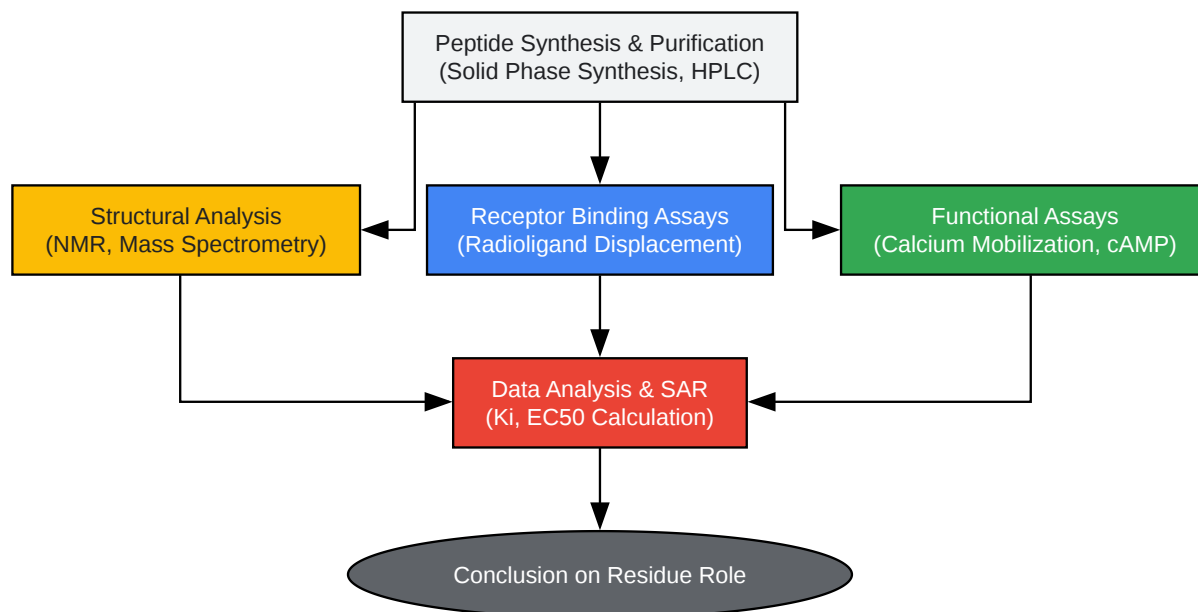 Peptide Synthesis & Purification
(Solid Phase Synthesis, HPLC)
Structural Analysis
(NMR, Mass Spectrometry)
Receptor Binding Assays
(Radioligand Displacement)
Functional Assays
(Calcium Mobilization, cAMP)
Data Analysis & SAR
(Ki, EC50 Calculation)
Conclusion on Residue Role